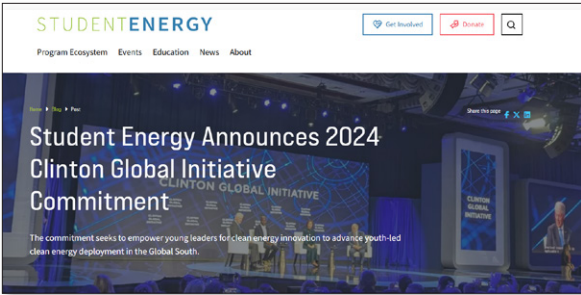 STUDENTENERGY
Get Involved
Donate
Program Ecosystem Events Education News About
Home Blog Post
Share this page
Student Energy Announces 2024
Clinton Global Initiative
Commitment
CLINTON GLOBAL INITIATIVE
CLINTON
GLOBAL
INITIATIVE
The commitment seeks to empower young leaders for clean energy innovation to advance youth-led
clean energy deployment in the Global South.